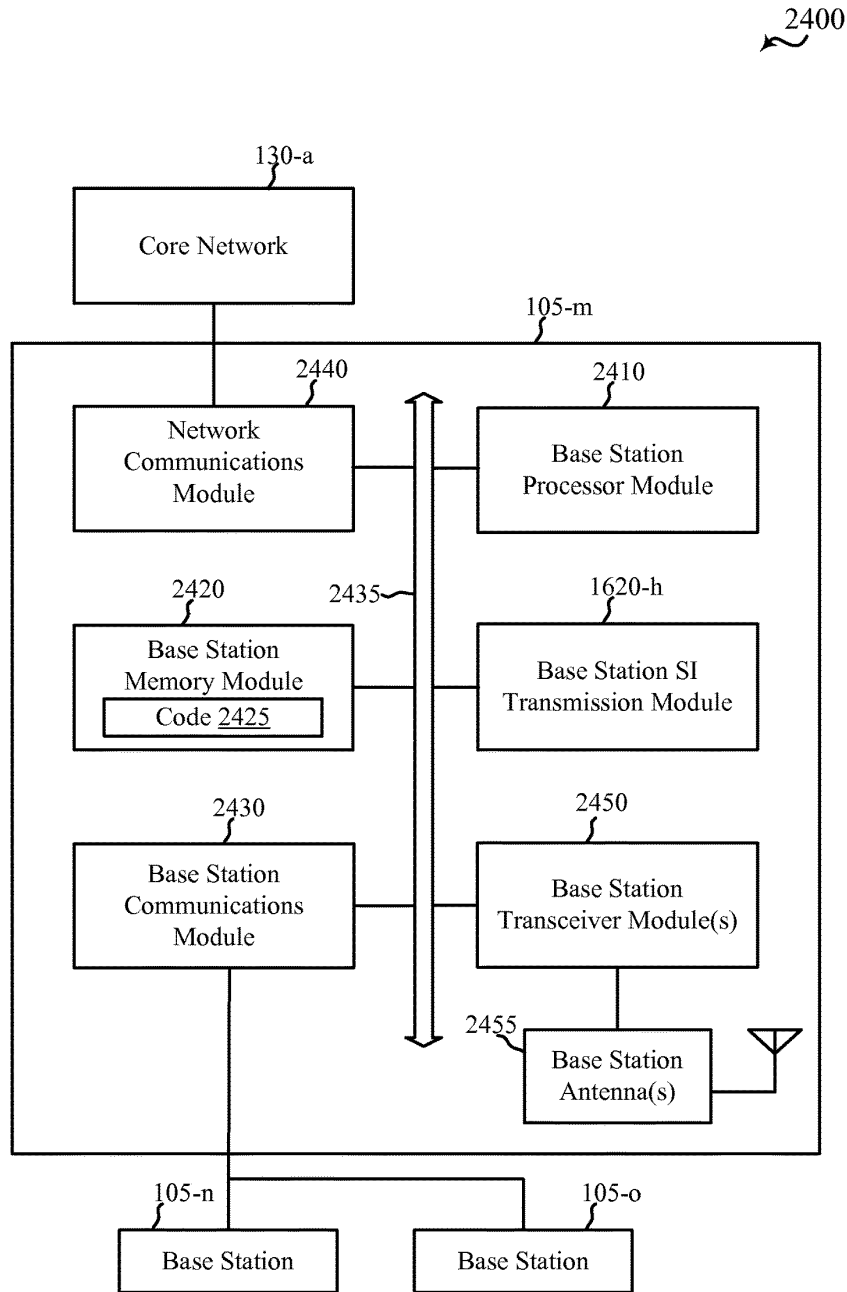 2400
130-a
Core Network
105-m
2440
Network
Communications
Module
2410
Base Station
Processor Module
2420
Base Station
Memory Module
Code 2425
2435
1620-h
Base Station SI
Transmission Module
2430
Base Station
Communications
Module
2450
Base Station
Transceiver Module(s)
2455
Base Station
Antenna(s)
105-n
Base Station
105-o
Base Station